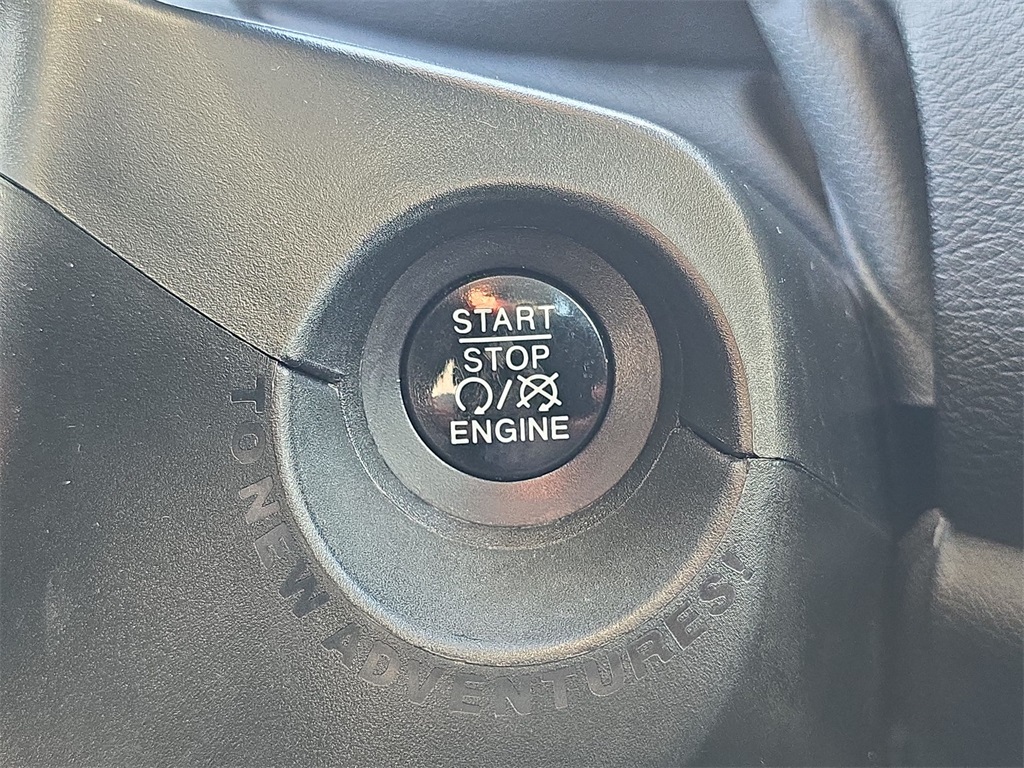 START
STOP
/
ENGINE
TO NEW ADVENTURES!